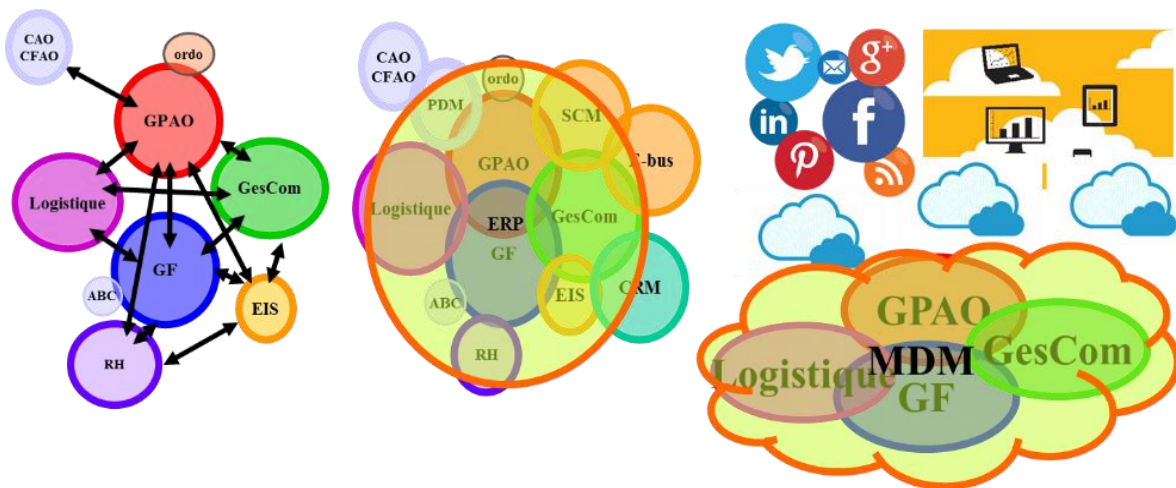 CAO
CFAO
ordo
GPAO
Logistique
GesCom
GF
ABC
EIS
RH
CAO
CFAO
ordo
PDM
SCM
GPAO
E-bus
Logistique
ERP
GesCom
GF
ABC
EIS
CRM
RH
g+
in
f
GPAO
GesCom
MDM
Logistique
GF